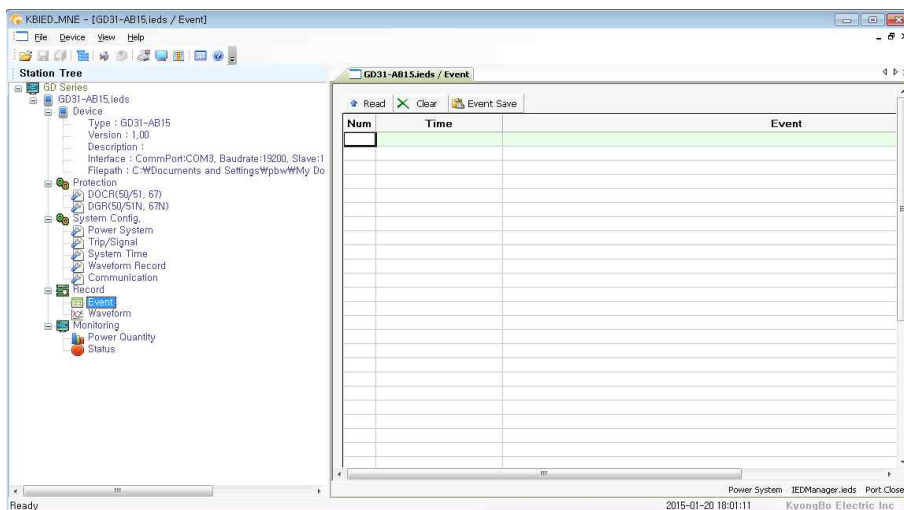 KBIED_MNE - [GD31-AB15.ieds / Event]
File Device View Help
Station Tree
GD Series
GD31-AB15.ieds
Device
Type : GD31-AB15
Version : 1.00
Description :
Interface : CommPort:COM3, Baudrate:19200, Slave:1
Filepath : C:₩Documents and Settings₩pbw₩My Do
Protection
DOCR(50/51, 67)
DGR(50/51N, 67N)
System Config.
Power System
Trip/Signal
System Time
Waveform Record
Communication
Record
Event
Waveform
Monitoring
Power Quantity
Status
GD31-AB15.ieds / Event
Read Clear Event Save
Num Time Event
Power System IEDManager.ieds Port Close
Ready 2015-01-20 18:01:11 KyongBo Electric Inc